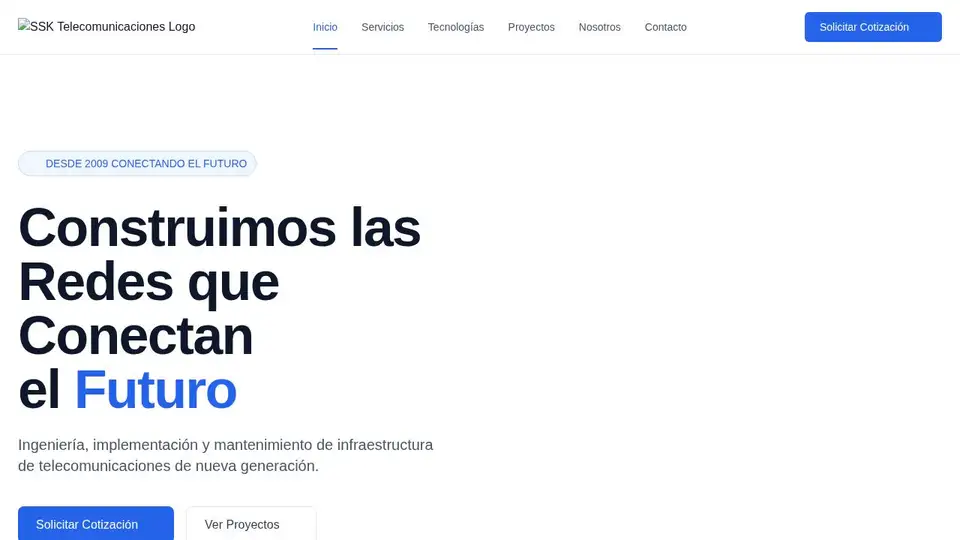 SSK Telecomunicaciones Logo
Inicio
Servicios
Tecnologías
Proyectos
Nosotros
Contacto
Solicitar Cotización
DESDE 2009 CONECTANDO EL FUTURO
Construimos las
Redes que
Conectan
el Futuro
Ingeniería, implementación y mantenimiento de infraestructura
de telecomunicaciones de nueva generación.
Solicitar Cotización
Ver Proyectos